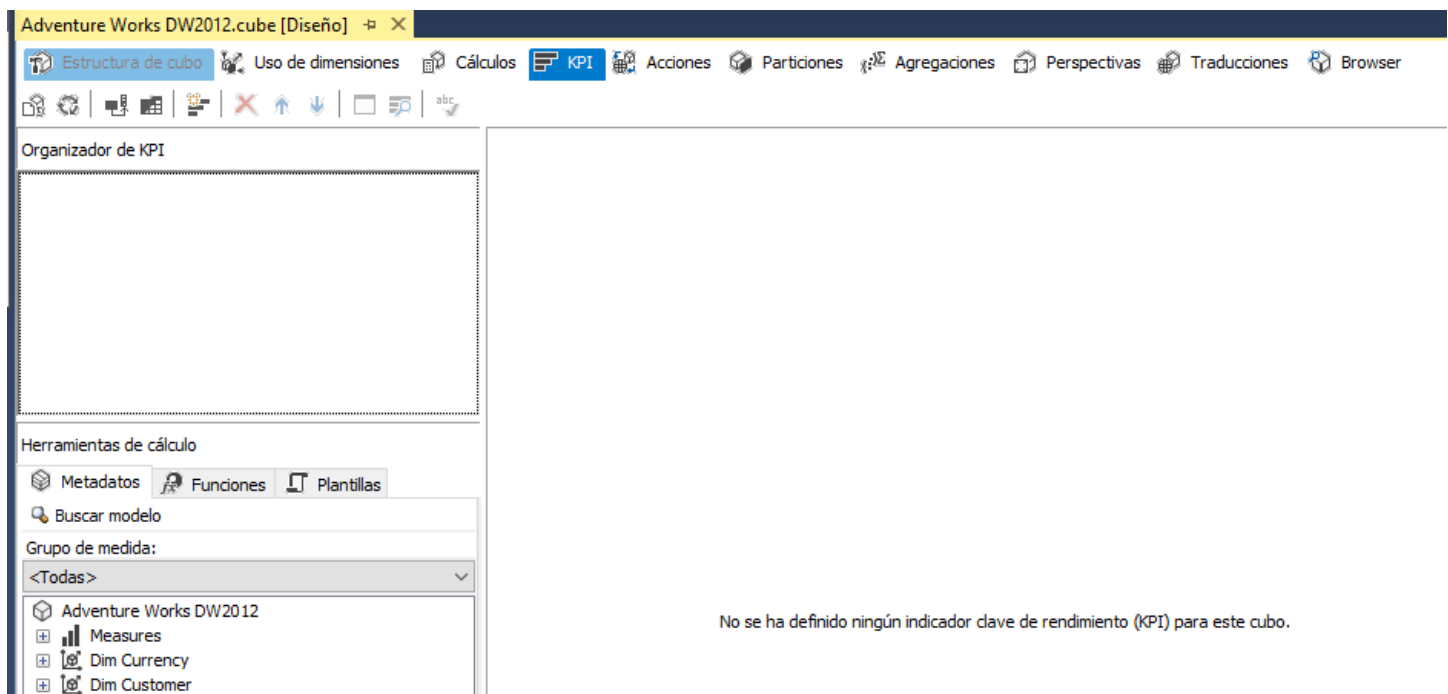 Adventure Works DW2012.cube [Diseño]
Estructura de cubo Uso de dimensiones Cálculos KPI Acciones Particiones Agregaciones Perspectivas Traducciones Browser
abc
Organizador de KPI
Herramientas de cálculo
Metadatos Funciones Plantillas
Buscar modelo
Grupo de medida:
<Todas>
Adventure Works DW2012
Measures
Dim Currency
Dim Customer
No se ha definido ningún indicador clave de rendimiento (KPI) para este cubo.